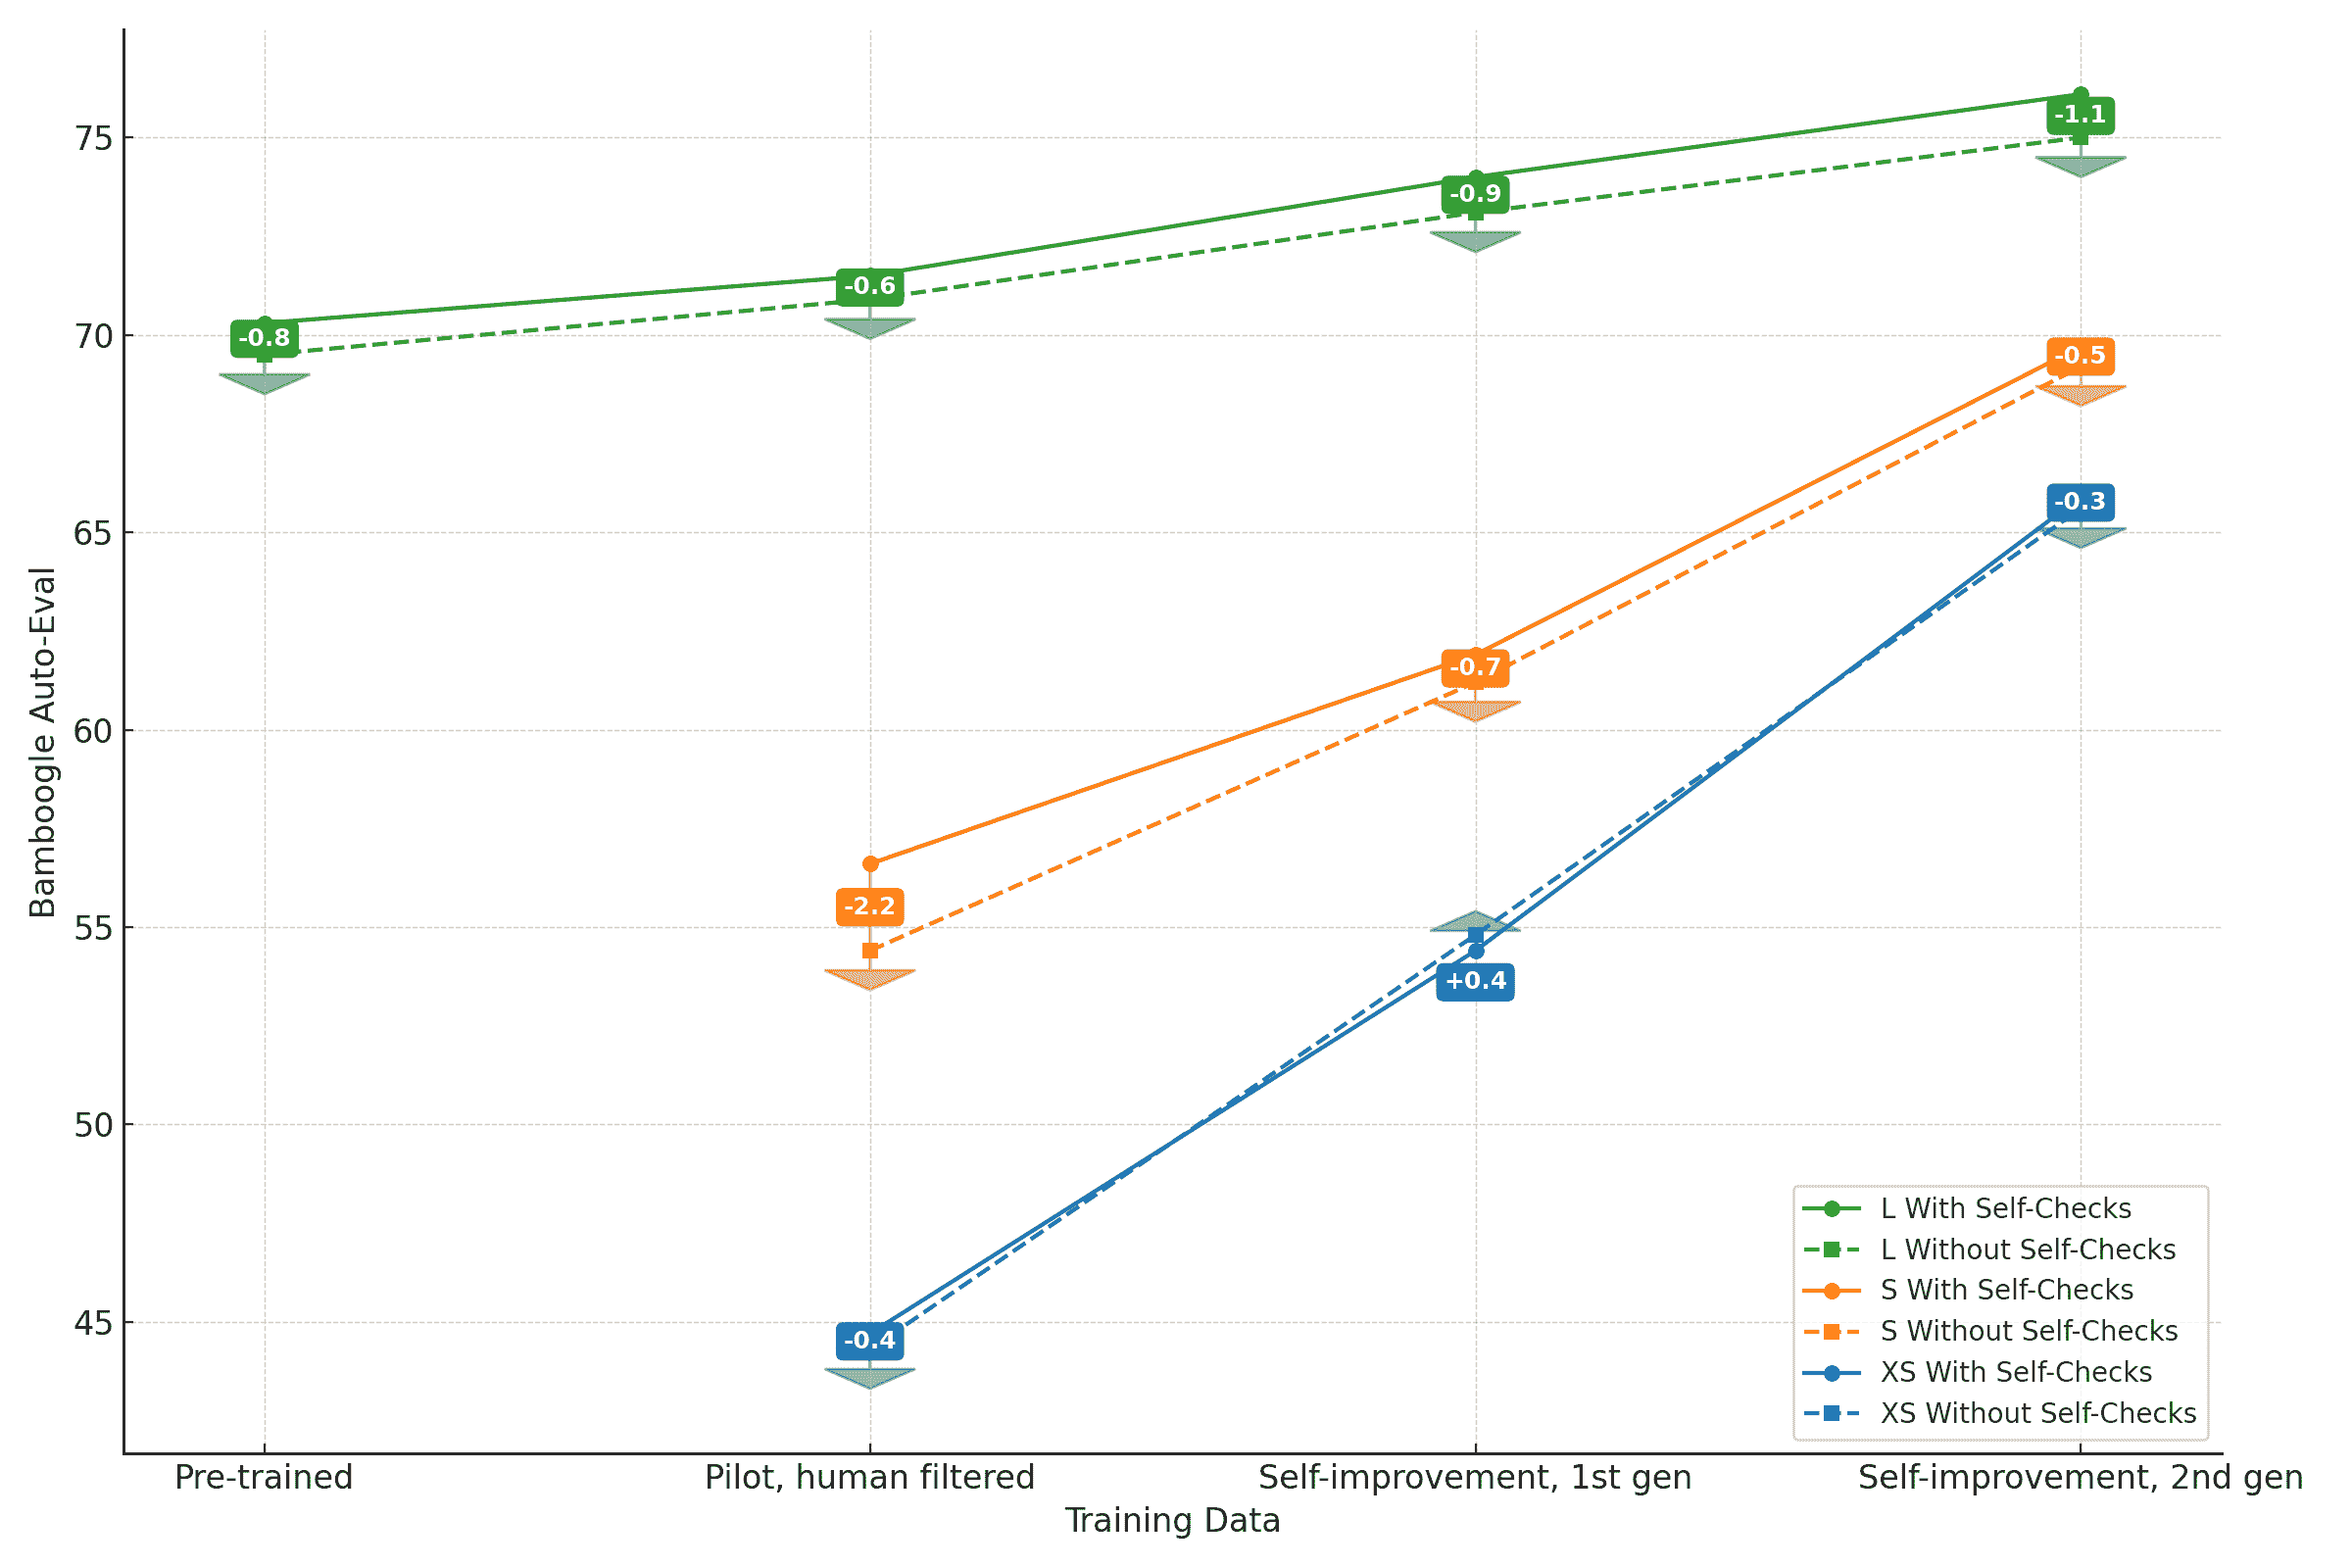 75
70
65
60
55
50
45
Bamboogle Auto-Eval
-0.8
-0.6
-0.9
-1.1
-2.2
-0.7
-0.5
-0.4
+0.4
-0.3
L With Self-Checks
L Without Self-Checks
S With Self-Checks
S Without Self-Checks
XS With Self-Checks
XS Without Self-Checks
Pre-trained
Pilot, human filtered
Self-improvement, 1st gen
Self-improvement, 2nd gen
Training Data